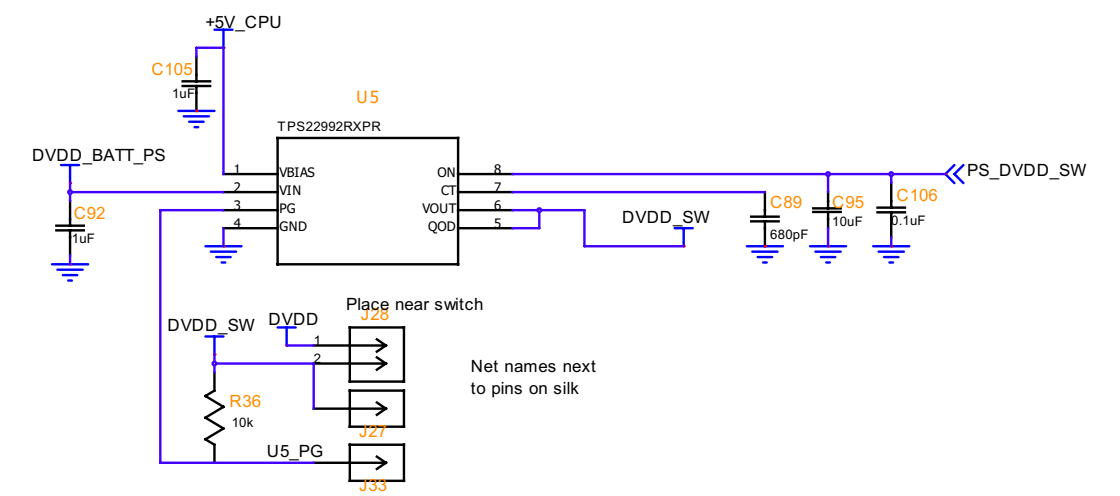 +5V_CPU
C105
1uF
U5
TPS22992RXPR
DVDD_BATT_PS
1 VBIAS ON 8
2 VIN CT 7
3 PG VOUT 6
4 GND QOD 5
PS_DVDD_SW
C92
1uF
DVDD_SW
C89
680pF
C95
10uF
C106
0.1uF
Place near switch
J28
DVDD_SW
DVDD
1
2
Net names next
to pins on silk
R36
10k
J27
U5_PG
J33